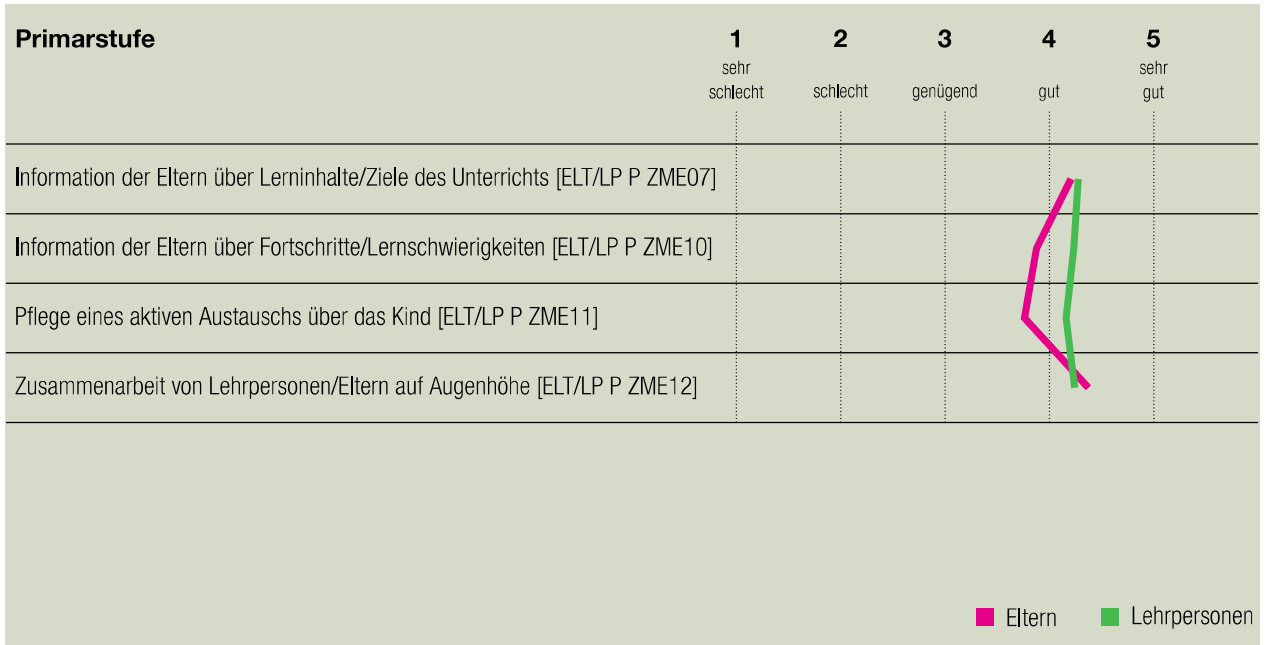 Primarstufe 1 2 3 4 5
sehr schlecht schlecht genügend gut sehr gut
Information der Eltern über Lerninhalte/Ziele des Unterrichts [ELT/LP P ZME07]
Information der Eltern über Fortschritte/Lernschwierigkeiten [ELT/LP P ZME10]
Pflege eines aktiven Austauschs über das Kind [ELT/LP P ZME11]
Zusammenarbeit von Lehrpersonen/Eltern auf Augenhöhe [ELT/LP P ZME12]
Eltern Lehrpersonen